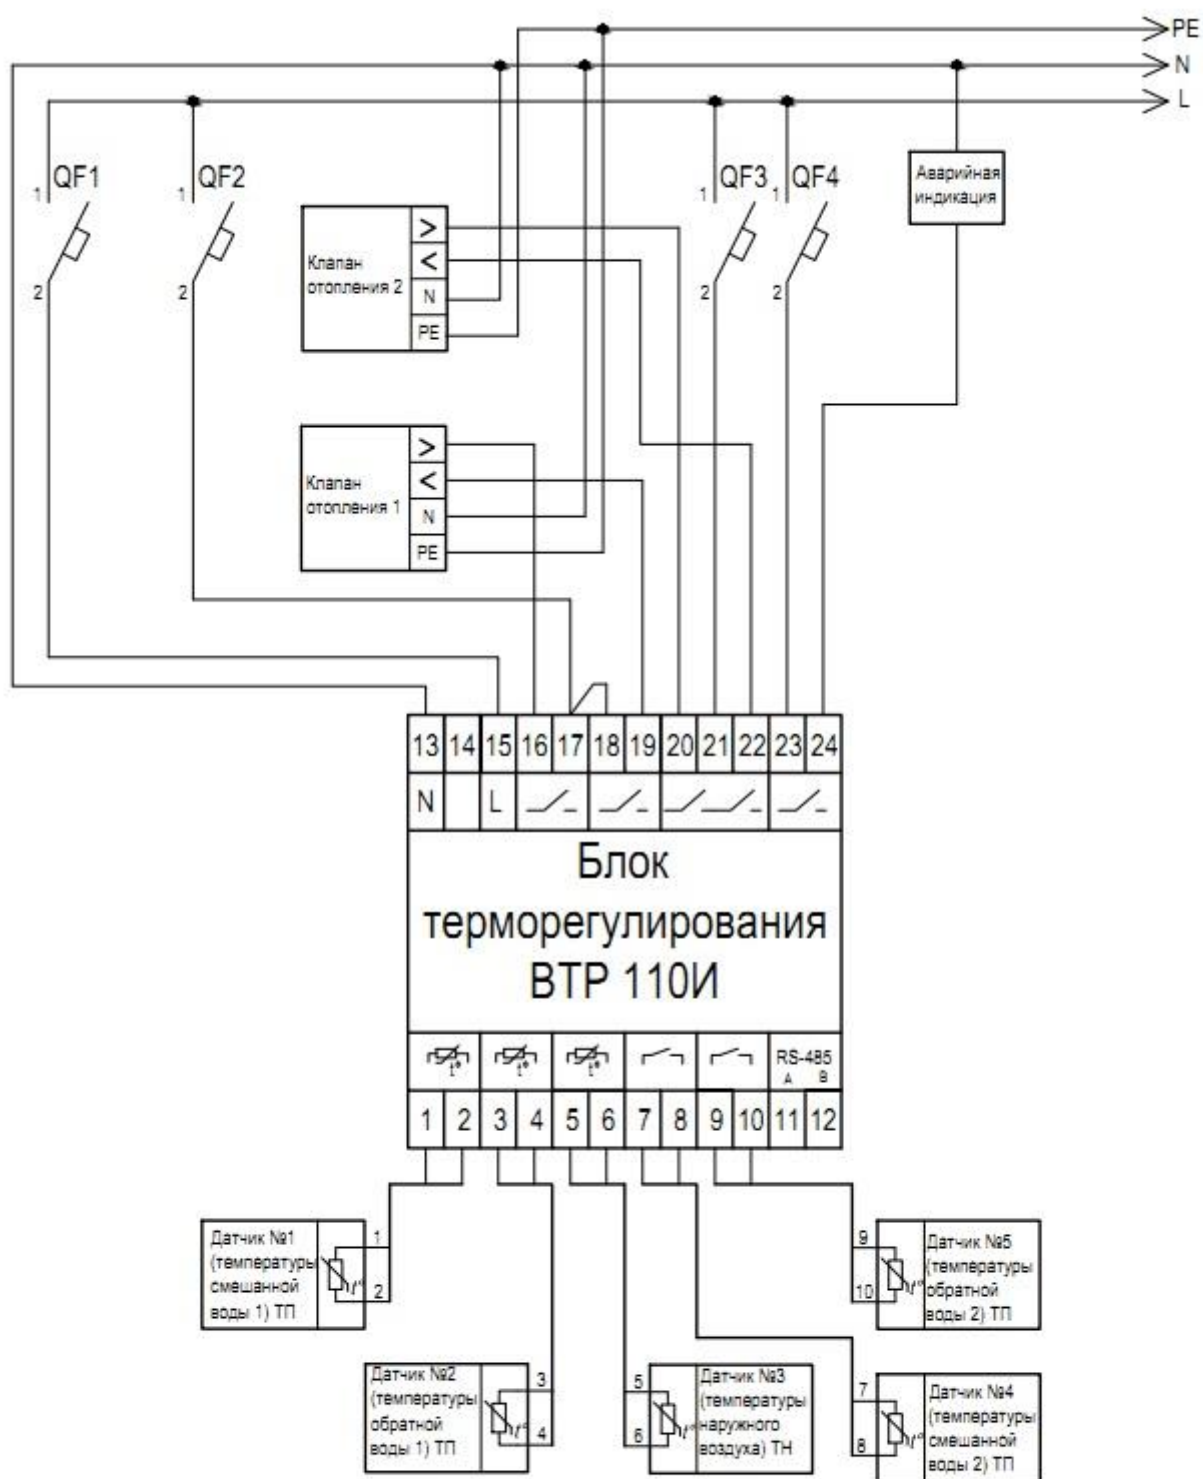 PE
N
L
1
QF1
2
1
QF2
2
1
QF3
2
1
QF4
2
Аварийная
индикация
Клапан
отопления 2
>
<
N
PE
Клапан
отопления 1
>
<
N
PE
13 14 15 16 17 18 19 20 21 22 23 24
N L
Блок
терморегулирования
ВТР 110И
t° t° t° RS-485
A B
1 2 3 4 5 6 7 8 9 10 11 12
Датчик №1
(температуры
смешанной
воды 1) ТП
t°
1
2
Датчик №2
(температуры
обратной
воды 1) ТП
t°
3
4
5
6
t°
Датчик №3
(температуры
наружного
воздуха) ТН
9
10
t°
Датчик №5
(температуры
обратной
воды 2) ТП
7
8
t°
Датчик №4
(температуры
смешанной
воды 2) ТП